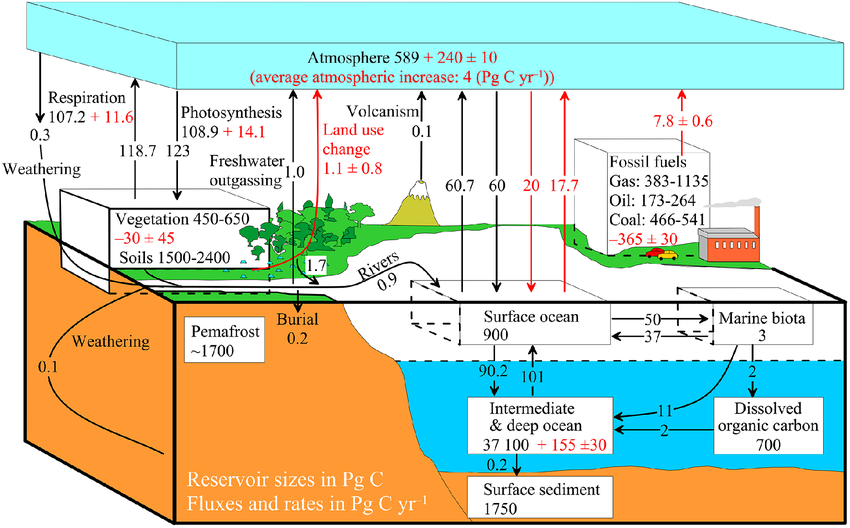 Atmosphere 589 + 240 ± 10
(average atmospheric increase: 4 (Pg C yr⁻¹))
Respiration
107.2 + 11.6
0.3
Weathering
118.7
123
Photosynthesis
108.9 + 14.1
Freshwater
outgassing
1.0
Land use
change
1.1 ± 0.8
Volcanism
0.1
60.7
60
20
17.7
7.8 ± 0.6
Fossil fuels
Gas: 383-1135
Oil: 173-264
Coal: 466-541
–365 ± 30
Vegetation 450-650
–30 ± 45
Soils 1500-2400
1.7
Rivers
0.9
Burial
0.2
Weathering
0.1
Pemafrost
~1700
Surface ocean
900
50
37
Marine biota
3
90.2
101
11
2
2
Intermediate
& deep ocean
37 100 + 155 ±30
Dissolved
organic carbon
700
0.2
Surface sediment
1750
Reservoir sizes in Pg C
Fluxes and rates in Pg C yr⁻¹